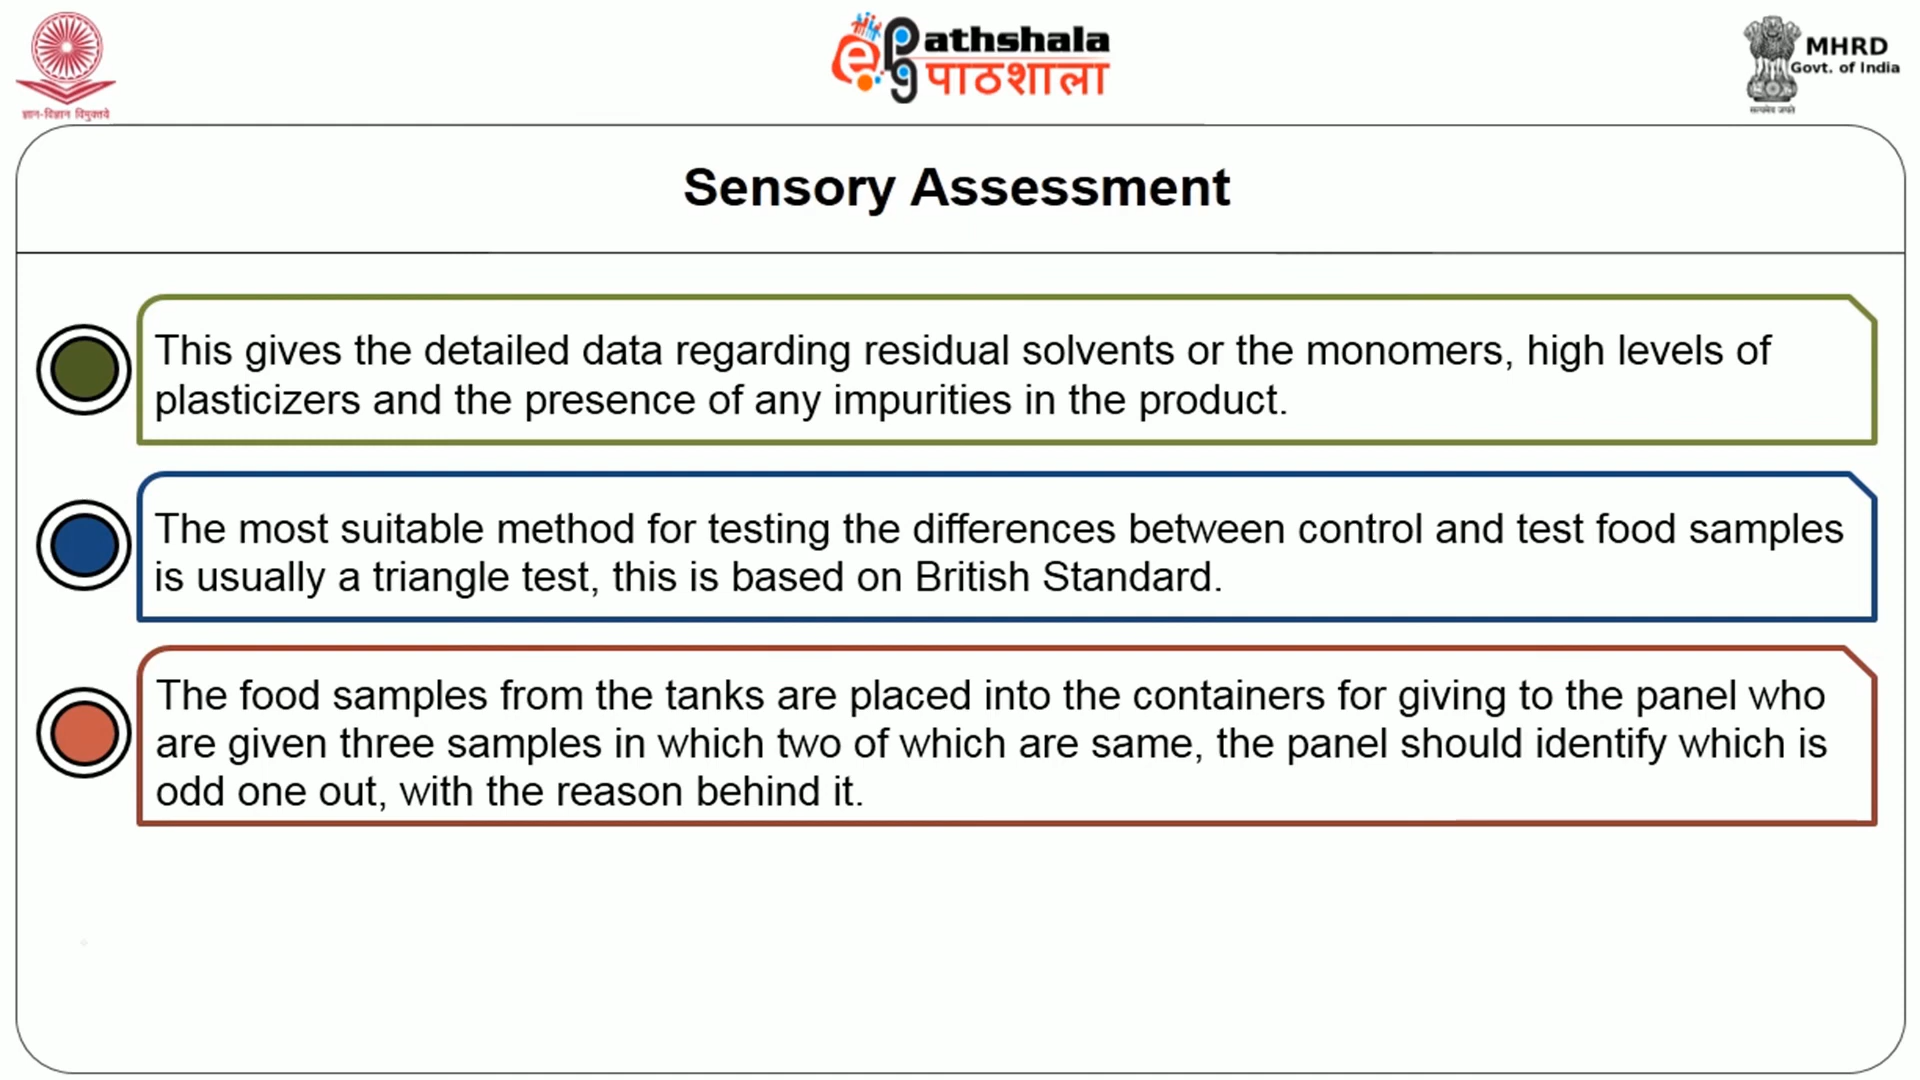 ज्ञान-विज्ञान विमुक्तये
e
pg
athshala
पाठशाला
MHRD
Govt. of India
सत्यमेव जयते
Sensory Assessment
This gives the detailed data regarding residual solvents or the monomers, high levels of
plasticizers and the presence of any impurities in the product.
The most suitable method for testing the differences between control and test food samples
is usually a triangle test, this is based on British Standard.
The food samples from the tanks are placed into the containers for giving to the panel who
are given three samples in which two of which are same, the panel should identify which is
odd one out, with the reason behind it.